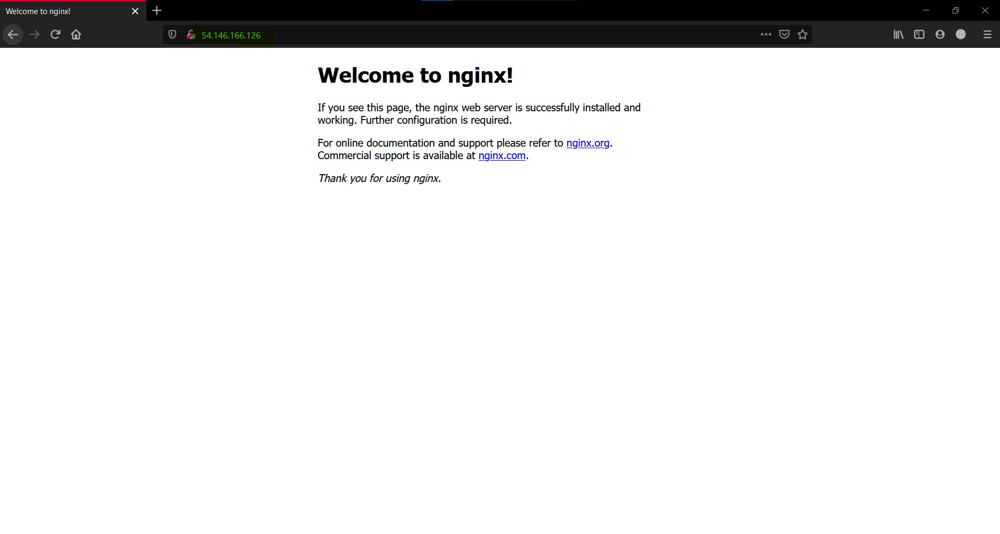 Welcome to nginx!
54.146.166.126
Welcome to nginx!
If you see this page, the nginx web server is successfully installed and
working. Further configuration is required.
For online documentation and support please refer to nginx.org.
Commercial support is available at nginx.com.
Thank you for using nginx.